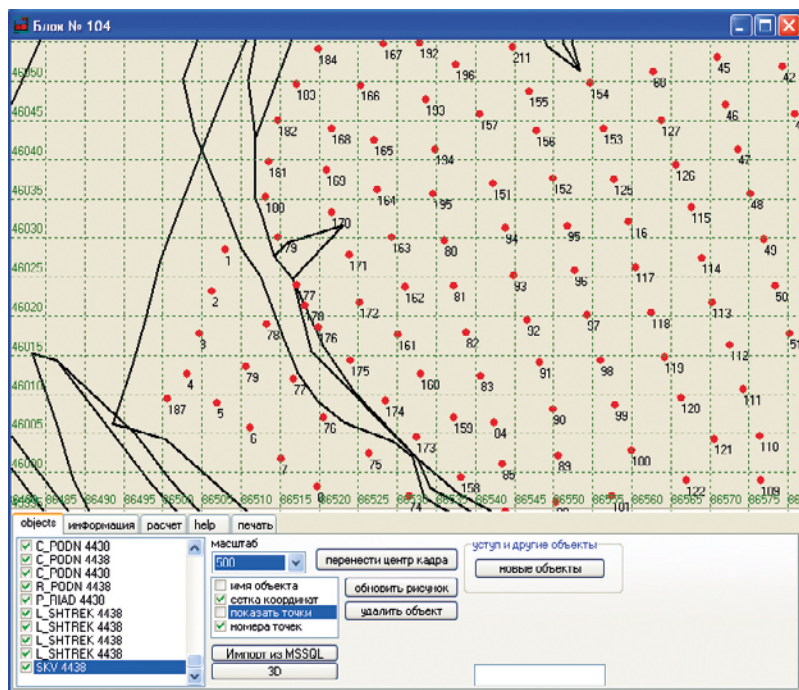 Блок № 104
184 167 192 211 45
46050 196 68 42
103 166 155 154
46045 193 46
182 168 157 156 153 127
46040 165 194 47
181 169 126
46035 164 195 151 152 125 48
180 170 115
46030 179 163 80 94 95 116 49
1 171 114
46025 93 96 117
2 177 162 81 50
46020 178 172 113
3 78 176 161 82 92 97 118
46015 175 112
4 79 160 83 91 98 119
46010 77 111
187 5 174 120
46005 6 76 159 84 90 99
173 121 110
46000 7 75 85 89 100
158 122 109
74 101
86485 86490 86495 86500 86505 86510 86515 86520 86525 86530 86535 86540 86545 86550 86555 86560 86565 86570 86575 86580
objects информация расчет help печать
C_PODN 4430
C_PODN 4430
C_PODN 4430
R_PODN 4438
P_RIAD 4430
L_SHTREK 4438
L_SHTREK 4438
L_SHTREK 4438
L_SHTREK 4438
SKV 4438
масштаб
500
имя объекта
сетка координат
показать точки
номера точек
Импорт из MSSQL
3D
перенести центр кадра
обновить рисунок
удалить объект
уступ и другие объекты
новые объекты